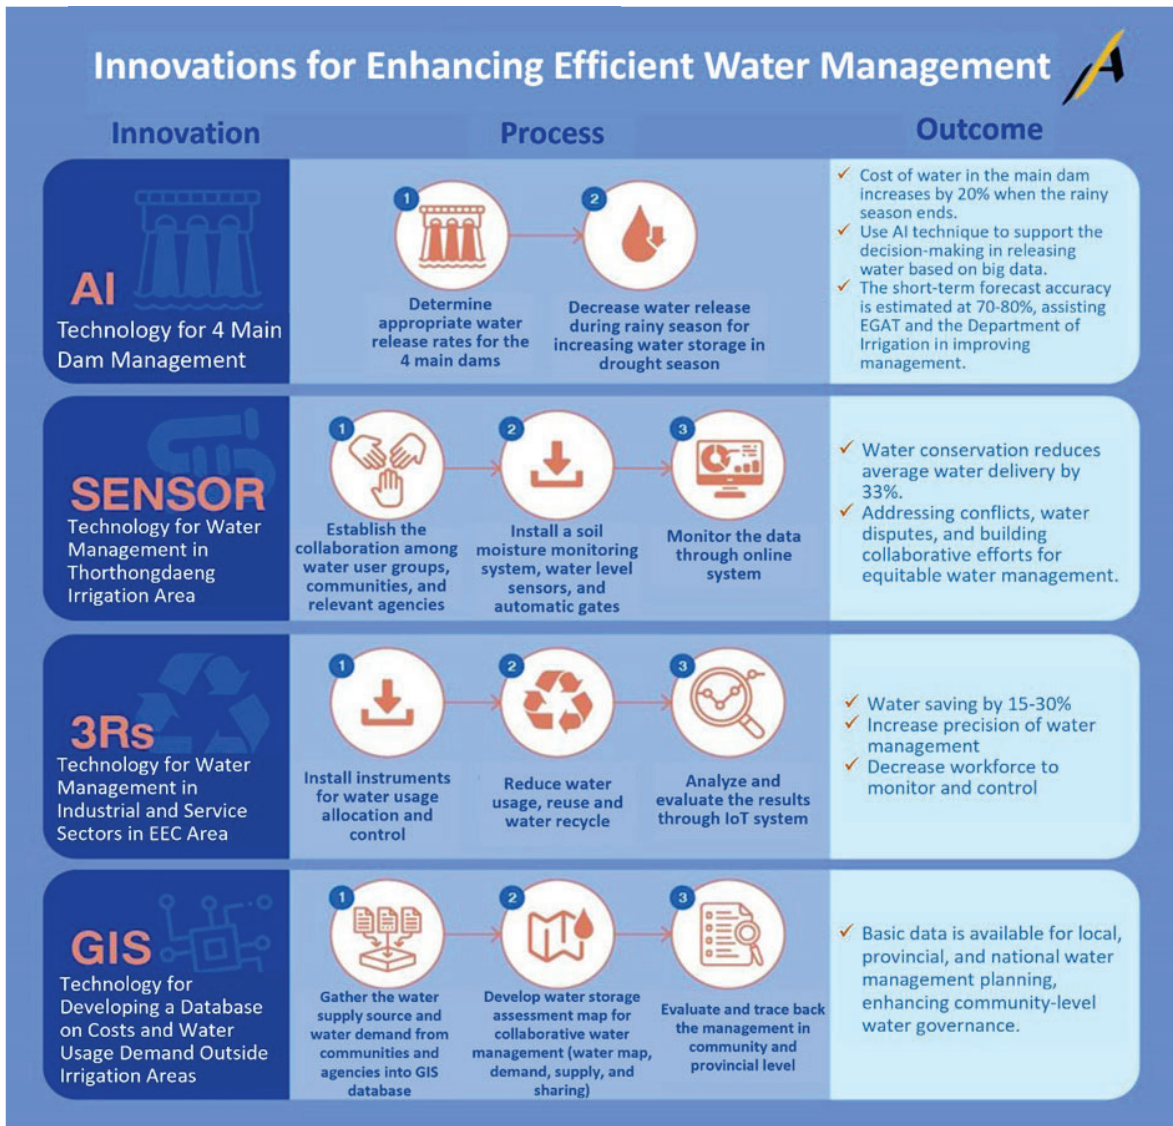 Innovations for Enhancing Efficient Water Management
A
Innovation
Process
Outcome
AI
Technology for 4 Main
Dam Management
1
Determine
appropriate water
release rates for the
4 main dams
2
Decrease water release
during rainy season for
increasing water storage in
drought season
✓ Cost of water in the main dam
increases by 20% when the rainy
season ends.
✓ Use AI technique to support the
decision-making in releasing
water based on big data.
✓ The short-term forecast accuracy
is estimated at 70-80%, assisting
EGAT and the Department of
Irrigation in improving
management.
SENSOR
Technology for Water
Management in
Thorthongdaeng
Irrigation Area
1
Establish the
collaboration among
water user groups,
communities, and
relevant agencies
2
Install a soil
moisture monitoring
system, water level
sensors, and
automatic gates
3
Monitor the data
through online
system
✓ Water conservation reduces
average water delivery by
33%.
✓ Addressing conflicts, water
disputes, and building
collaborative efforts for
equitable water management.
3Rs
Technology for Water
Management in
Industrial and Service
Sectors in EEC Area
1
Install instruments
for water usage
allocation and
control
2
Reduce water
usage, reuse and
water recycle
3
Analyze and
evaluate the results
through IoT system
✓ Water saving by 15-30%
✓ Increase precision of water
management
✓ Decrease workforce to
monitor and control
GIS
Technology for
Developing a Database
on Costs and Water
Usage Demand Outside
Irrigation Areas
1
Gather the water
supply source and
water demand from
communities and
agencies into GIS
database
2
Develop water storage
assessment map for
collaborative water
management (water map,
demand, supply, and
sharing)
3
Evaluate and trace back
the management in
community and
provincial level
✓ Basic data is available for local,
provincial, and national water
management planning,
enhancing community-level
water governance.